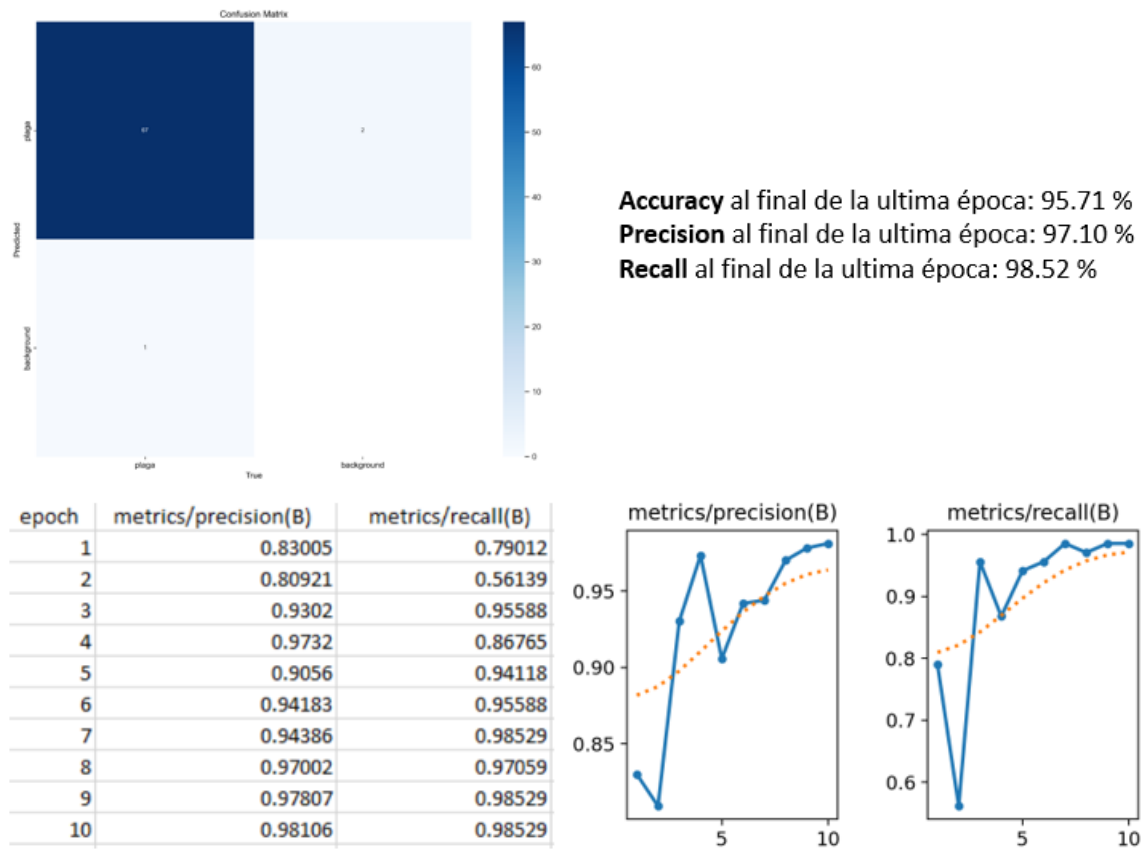 Confusion Matrix
plaga
background
Predicted
67
2
1
plaga
background
True
60
50
40
30
20
10
0
Accuracy al final de la ultima época: 95.71 %
Precision al final de la ultima época: 97.10 %
Recall al final de la ultima época: 98.52 %
epoch metrics/precision(B) metrics/recall(B)
1 0.83005 0.79012
2 0.80921 0.56139
3 0.9302 0.95588
4 0.9732 0.86765
5 0.9056 0.94118
6 0.94183 0.95588
7 0.94386 0.98529
8 0.97002 0.97059
9 0.97807 0.98529
10 0.98106 0.98529
metrics/precision(B)
0.95
0.90
0.85
5 10
metrics/recall(B)
1.0
0.9
0.8
0.7
0.6
5 10